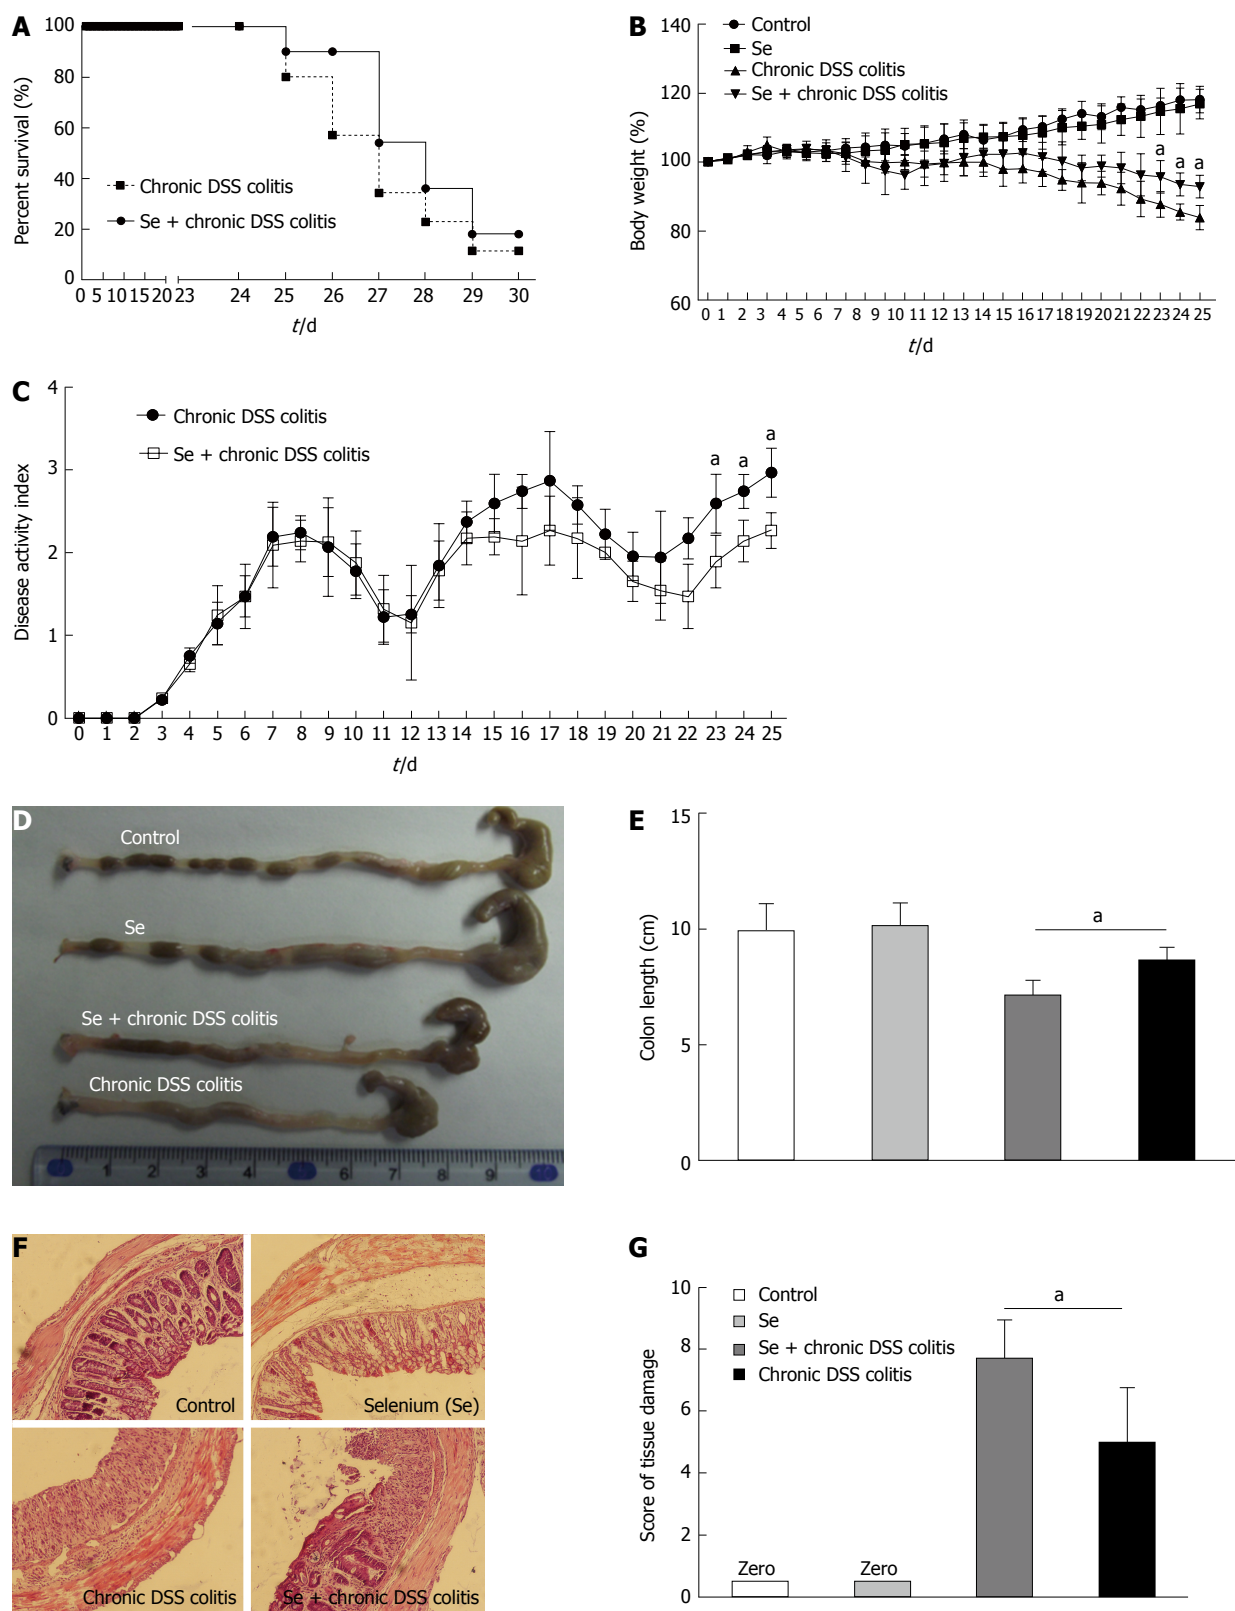 A
100
80
60
40
20
0
Percent survival (%)
Chronic DSS colitis
Se + chronic DSS colitis
0 5 10 15 20 23 24 25 26 27 28 29 30
t/d
B
140
120
100
80
60
Body weight (%)
Control
Se
Chronic DSS colitis
Se + chronic DSS colitis
a a a
0 1 2 3 4 5 6 7 8 9 10 11 12 13 14 15 16 17 18 19 20 21 22 23 24 25
t/d
C
4
3
2
1
0
Disease activity index
Chronic DSS colitis
Se + chronic DSS colitis
a a a
0 1 2 3 4 5 6 7 8 9 10 11 12 13 14 15 16 17 18 19 20 21 22 23 24 25
t/d
D
Control
Se
Se + chronic DSS colitis
Chronic DSS colitis
1 2 3 4 6 7 8 9
E
15
10
5
0
Colon length (cm)
a
F
Control
Selenium (Se)
Chronic DSS colitis
Se + chronic DSS colitis
G
10
8
6
4
2
0
Score of tissue damage
Control
Se
Se + chronic DSS colitis
Chronic DSS colitis
a
Zero
Zero